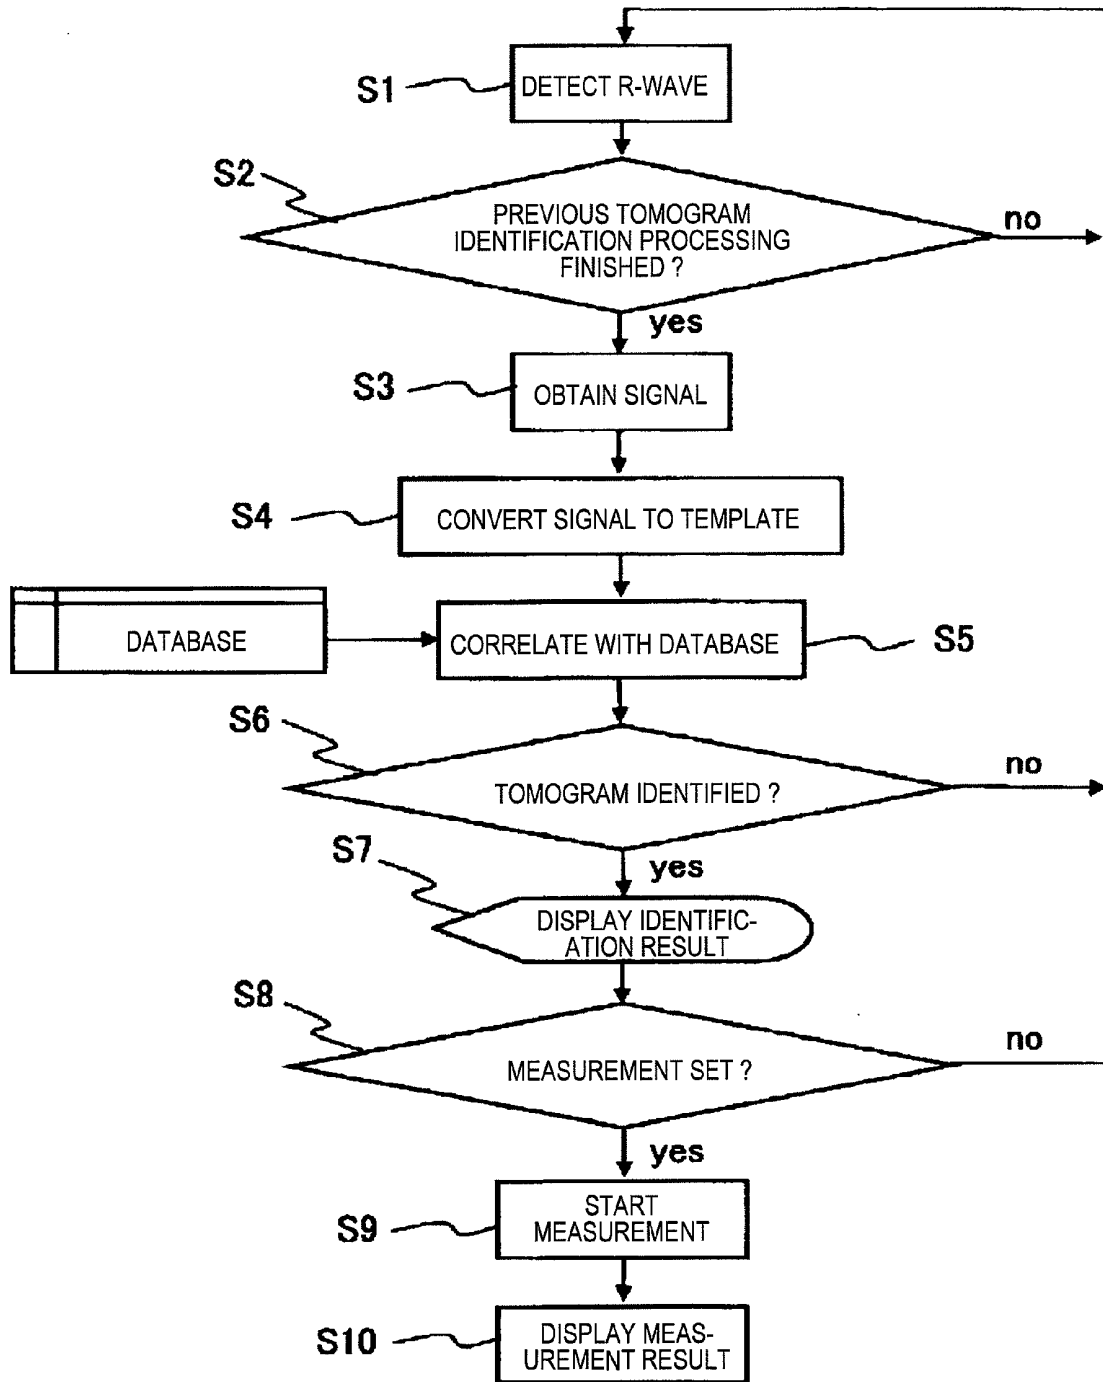 S1
DETECT R-WAVE
S2
PREVIOUS TOMOGRAM
IDENTIFICATION PROCESSING
FINISHED ?
no
yes
S3
OBTAIN SIGNAL
S4
CONVERT SIGNAL TO TEMPLATE
DATABASE
CORRELATE WITH DATABASE
S5
S6
TOMOGRAM IDENTIFIED ?
no
yes
S7
DISPLAY IDENTIFIC-
ATION RESULT
S8
MEASUREMENT SET ?
no
yes
S9
START
MEASUREMENT
S10
DISPLAY MEAS-
UREMENT RESULT